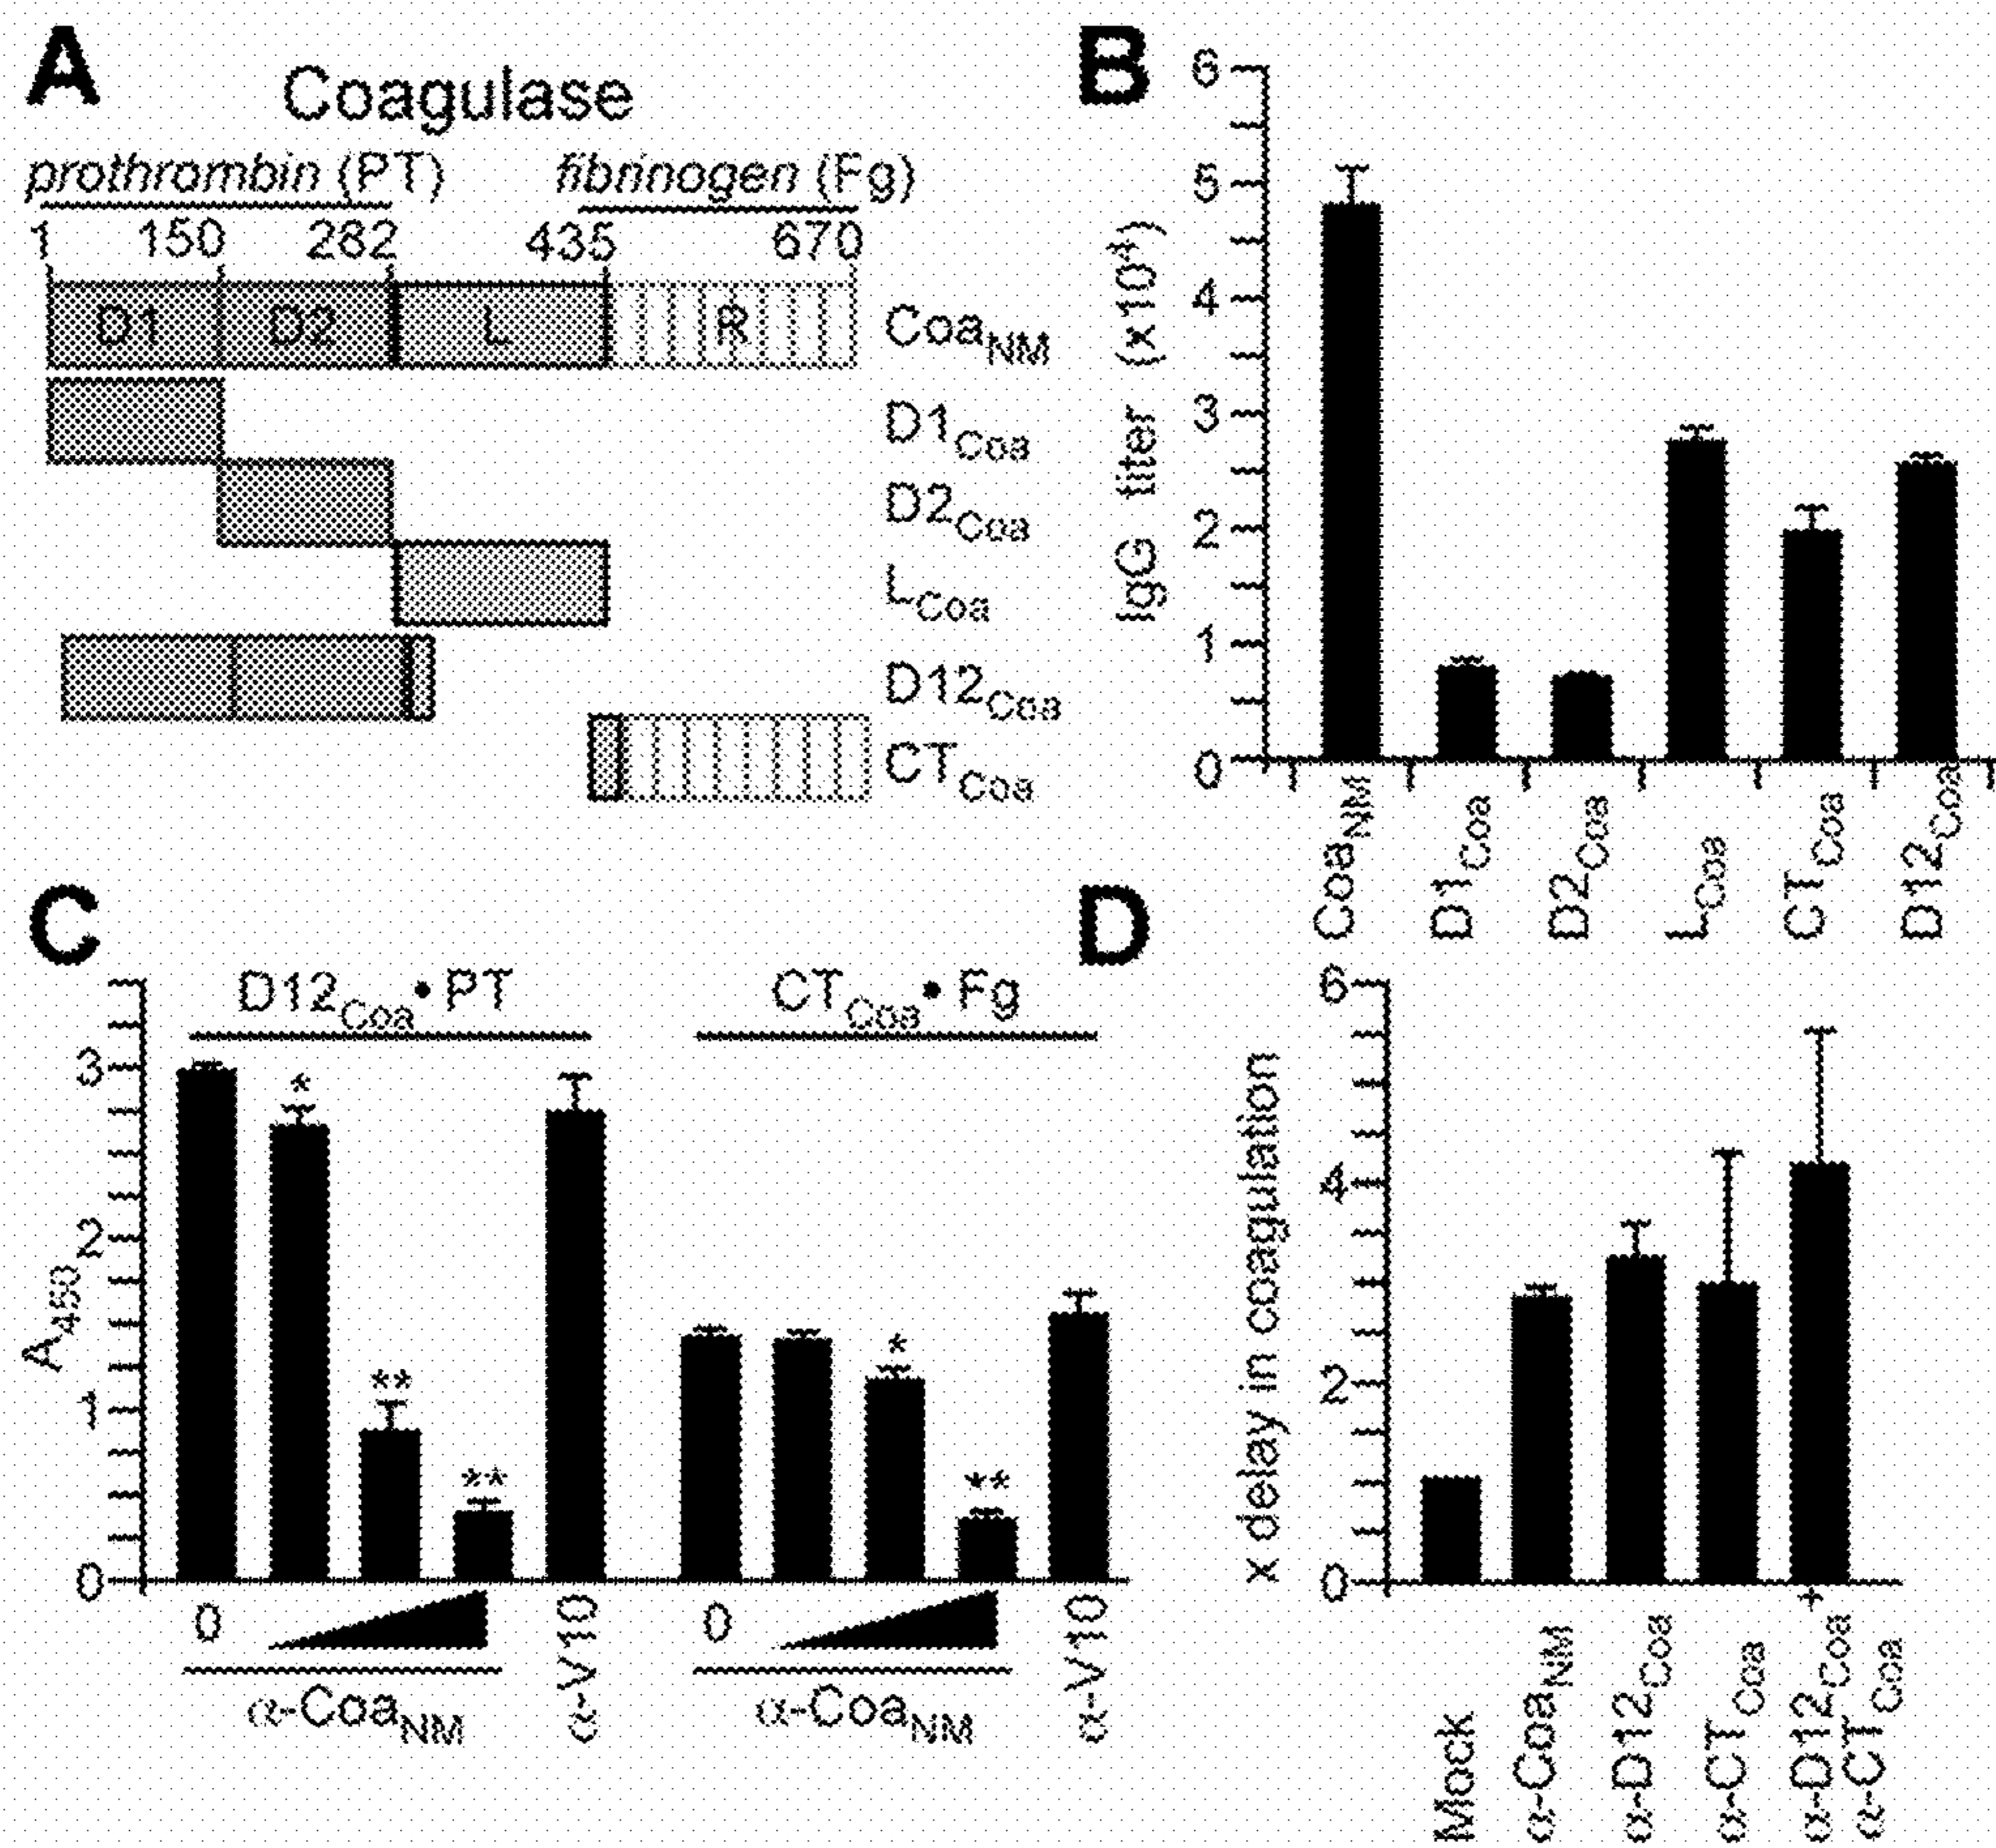 A
Coagulase
prothrombin (PT) fibrinogen (Fg)
1 150 282 435 670
D1 D2 L R CoaNM
D1Coa
D2Coa
LCoa
D12Coa
CTCoa
B
IgG titer (x10⁻⁴)
6
5
4
3
2
1
0
CoaNM D1Coa D2Coa LCoa CTCoa D12Coa
C
D12Coa• PT CTCoa• Fg
A450
3
2
1
0
* ** ** * **
0 α-V10 0 α-V10
α-CoaNM α-CoaNM
D
x delay in coagulation
6
4
2
0
Mock
α-CoaNM
α-D12Coa
α-CTCoa
α-D12Coa +
α-CTCoa